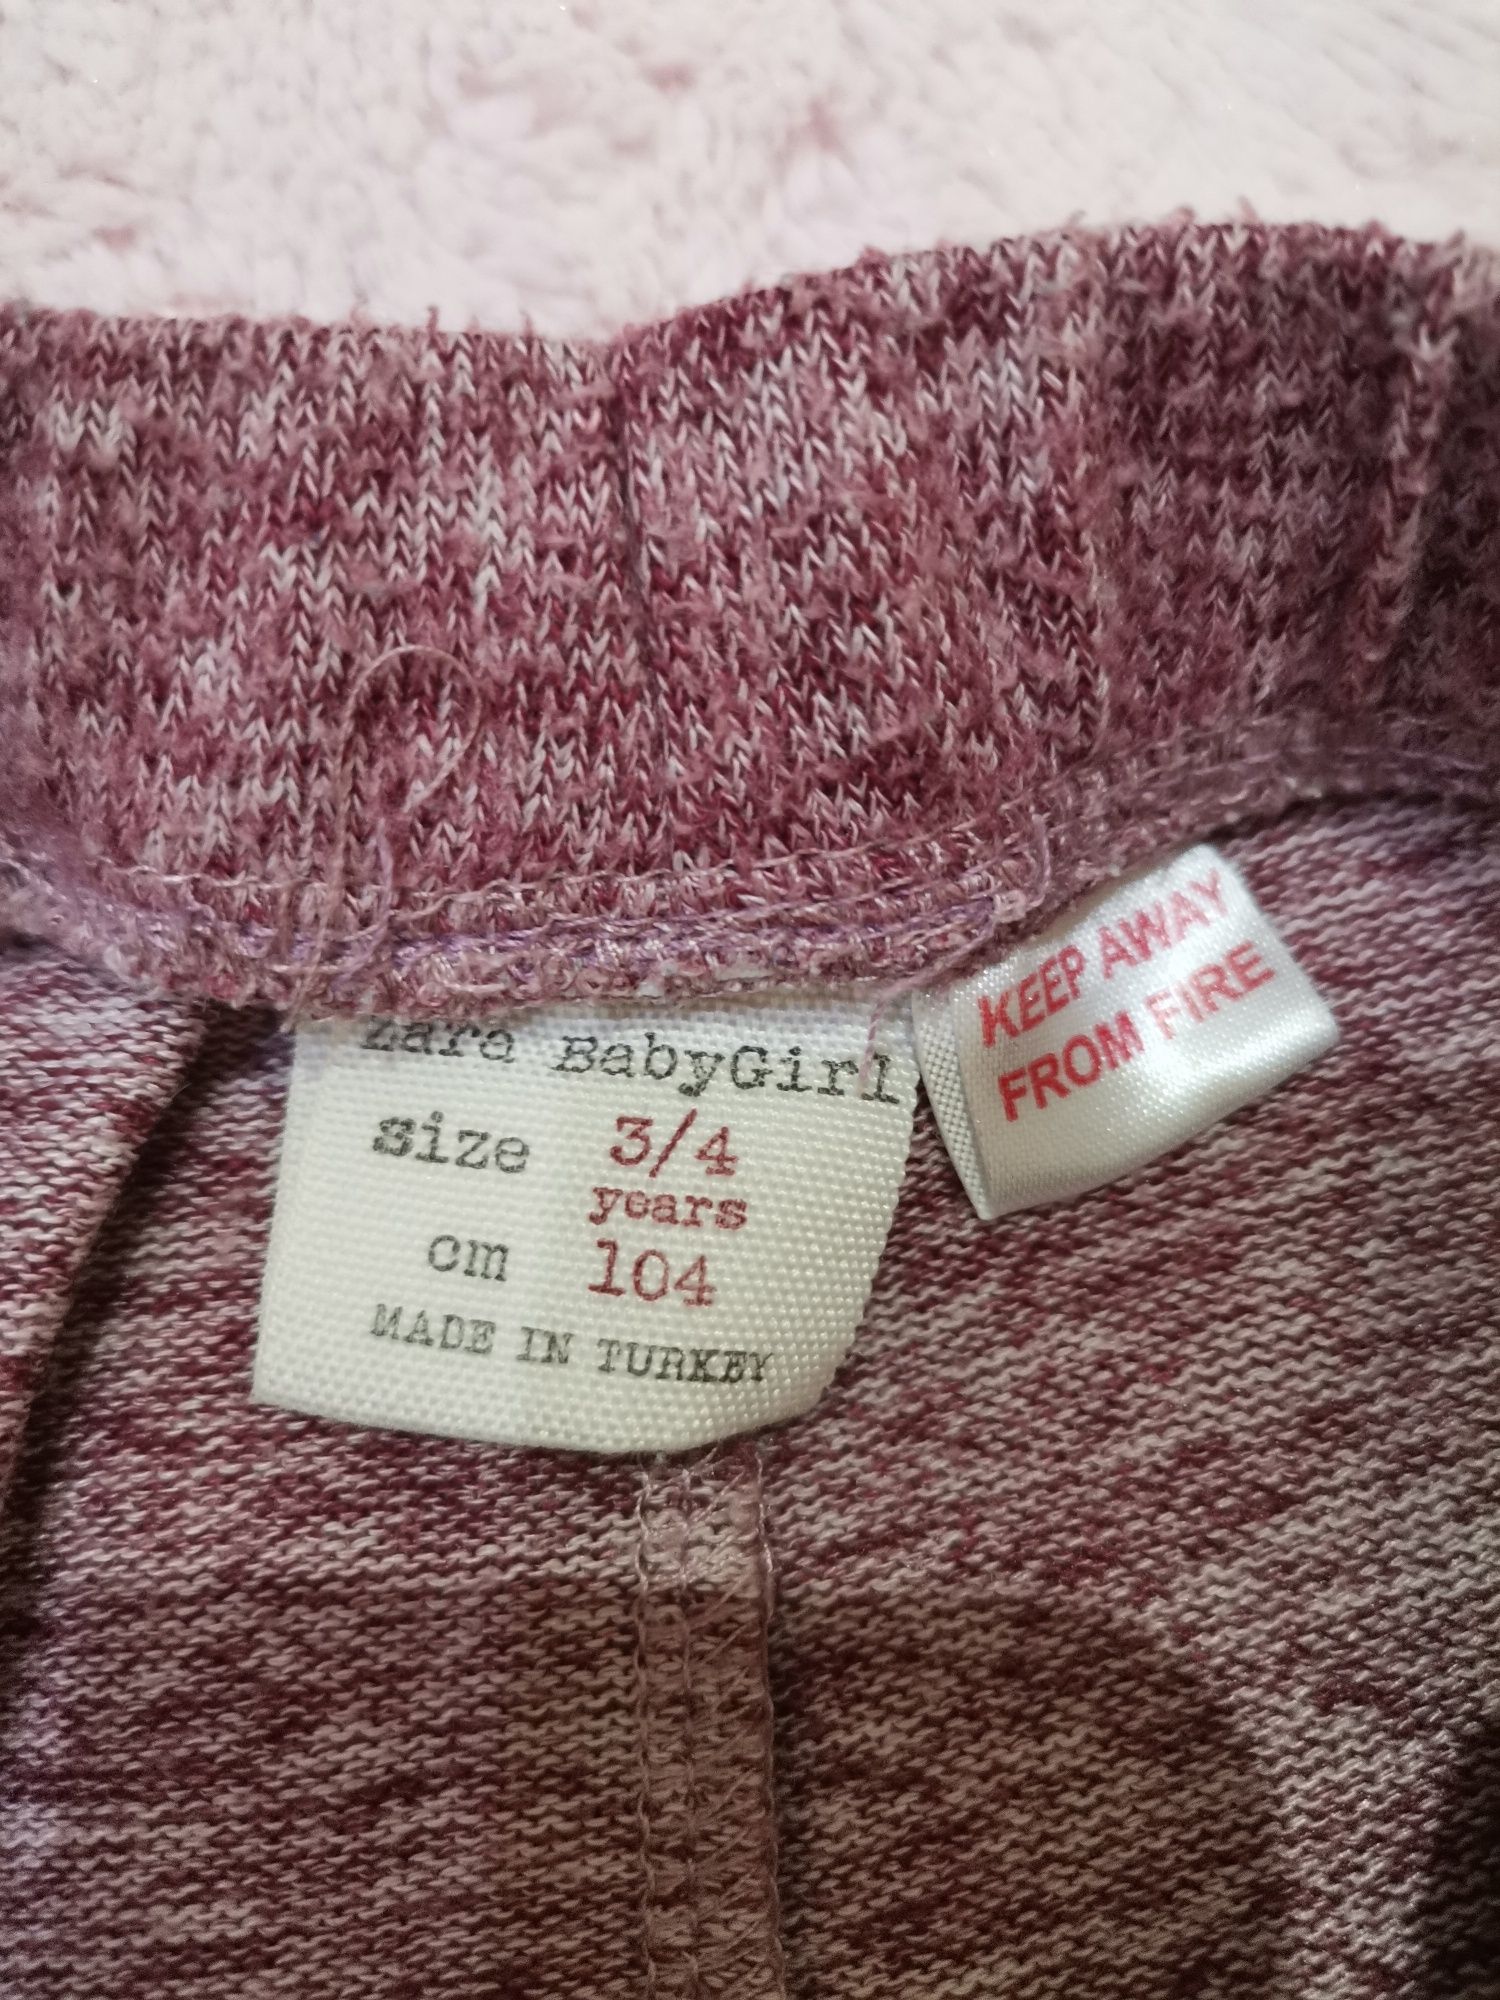 zara BabyGirl
size 3/4
years
cm 104
MADE IN TURKEY
KEEP AWAY
FROM FIRE